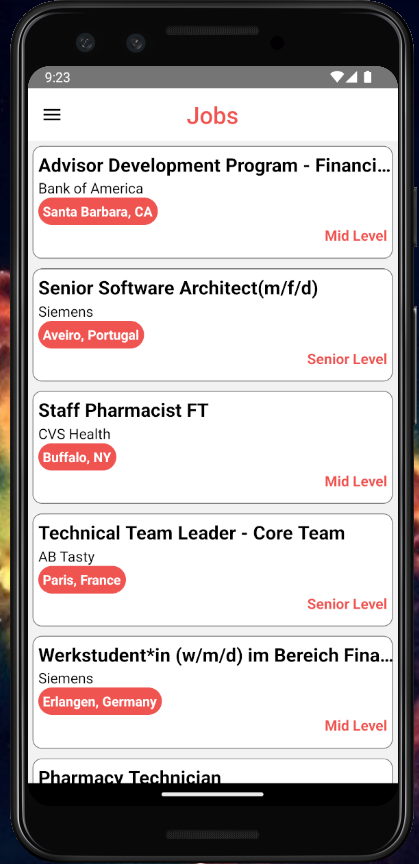 9:23
Jobs
Advisor Development Program - Financi...
Bank of America
Santa Barbara, CA
Mid Level
Senior Software Architect(m/f/d)
Siemens
Aveiro, Portugal
Senior Level
Staff Pharmacist FT
CVS Health
Buffalo, NY
Mid Level
Technical Team Leader - Core Team
AB Tasty
Paris, France
Senior Level
Werkstudent*in (w/m/d) im Bereich Fina...
Siemens
Erlangen, Germany
Mid Level
Pharmacy Technician